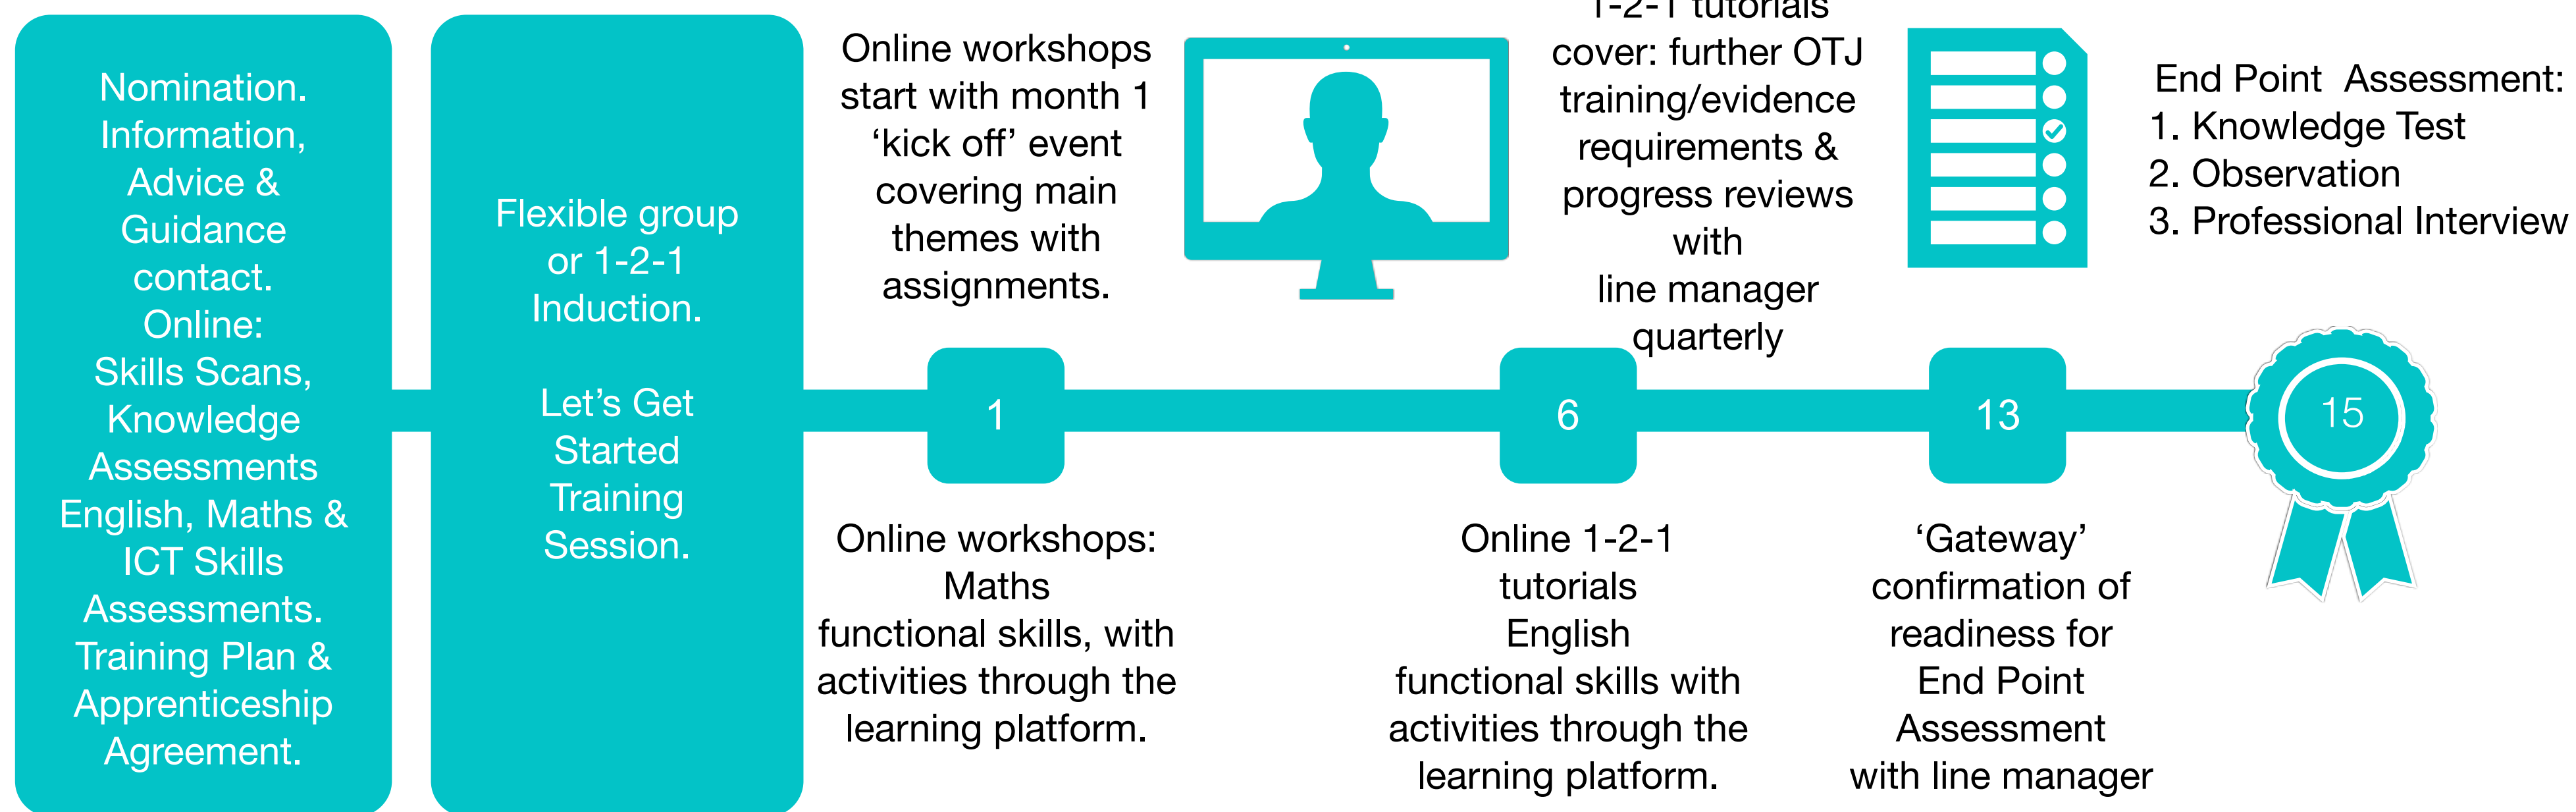 Nomination.
Information,
Advice &
Guidance
contact.
Online:
Skills Scans,
Knowledge
Assessments
English, Maths &
ICT Skills
Assessments.
Training Plan &
Apprenticeship
Agreement.
Flexible group
or 1-2-1
Induction.
Let’s Get
Started
Training
Session.
Online workshops
start with month 1
‘kick off’ event
covering main
themes with
assignments.
1
Online workshops:
Maths
functional skills, with
activities through the
learning platform.
1-2-1 tutorials
cover: further OTJ
training/evidence
requirements &
progress reviews
with
line manager
quarterly
6
Online 1-2-1
tutorials
English
functional skills with
activities through the
learning platform.
13
‘Gateway’
confirmation of
readiness for
End Point
Assessment
with line manager
End Point  Assessment:
1. Knowledge Test
2. Observation
3. Professional Interview
15